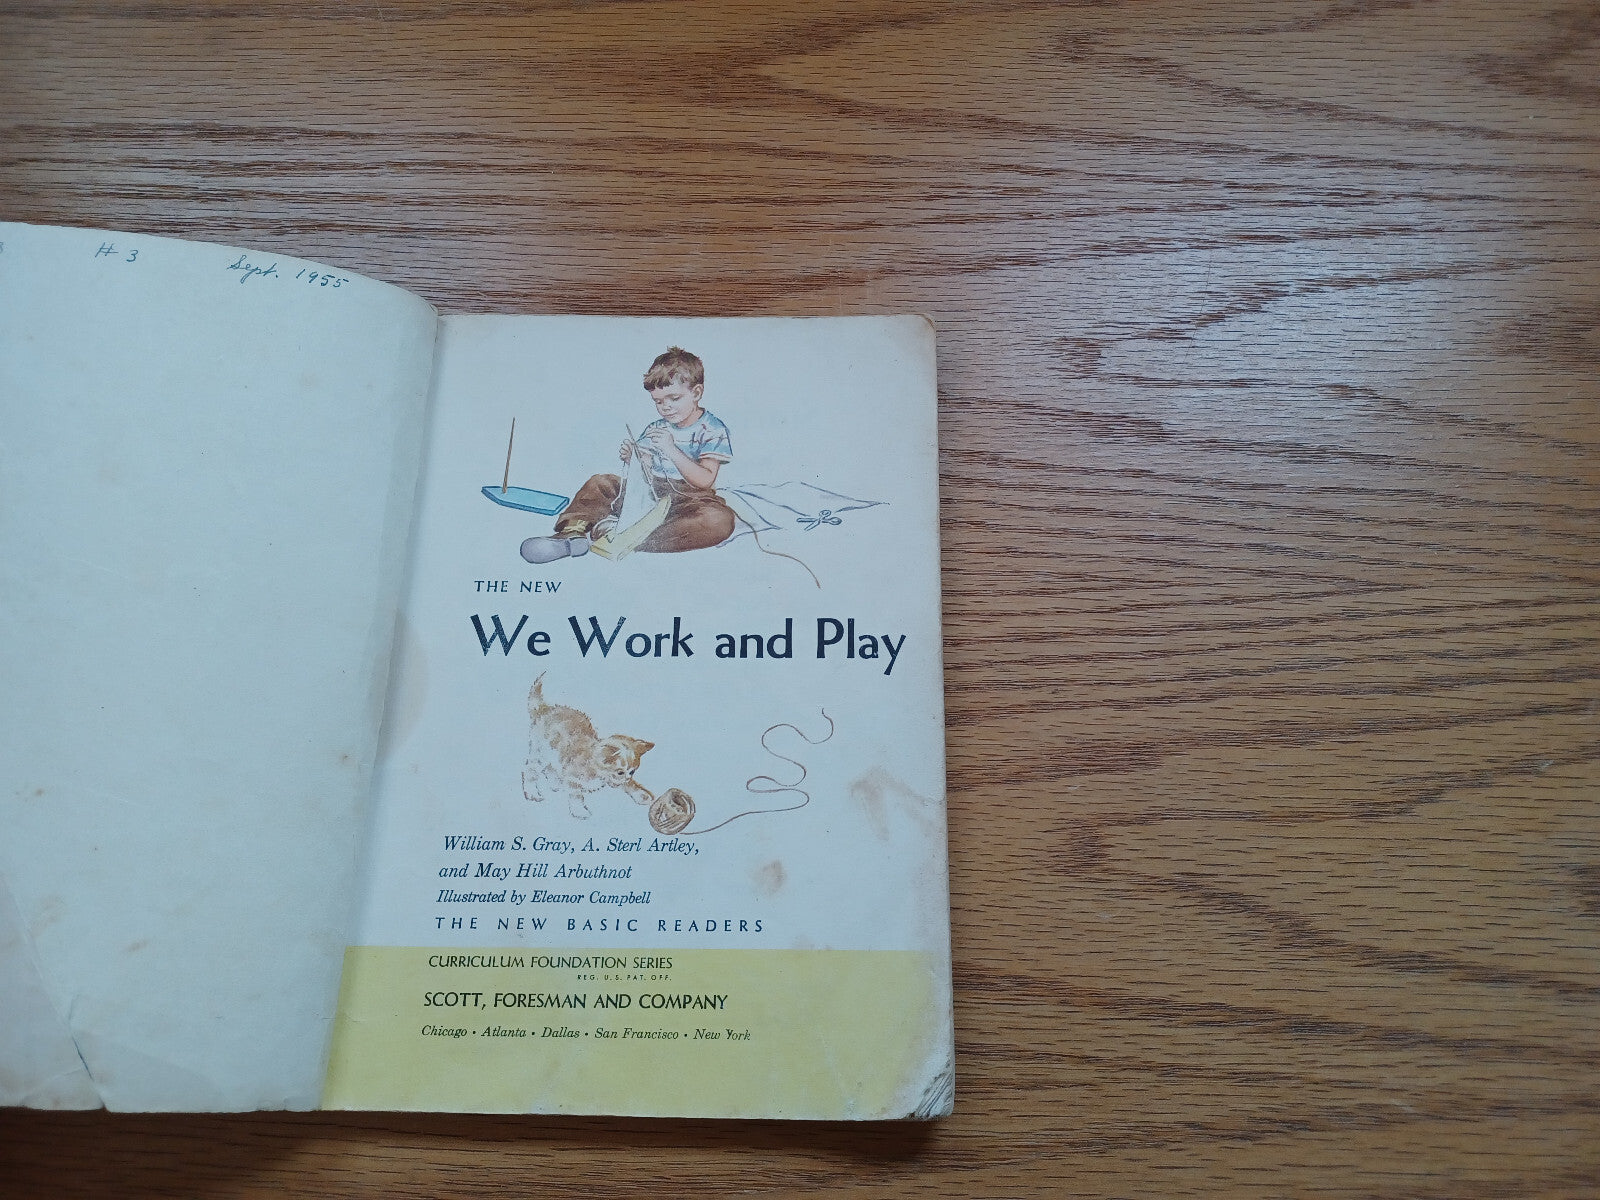 # 3 Sept. 1955
THE NEW
We Work and Play
William S. Gray, A. Sterl Artley,
and May Hill Arbuthnot
Illustrated by Eleanor Campbell
THE NEW BASIC READERS
CURRICULUM FOUNDATION SERIES
REG. U.S. PAT. OFF.
SCOTT, FORESMAN AND COMPANY
Chicago • Atlanta • Dallas • San Francisco • New York